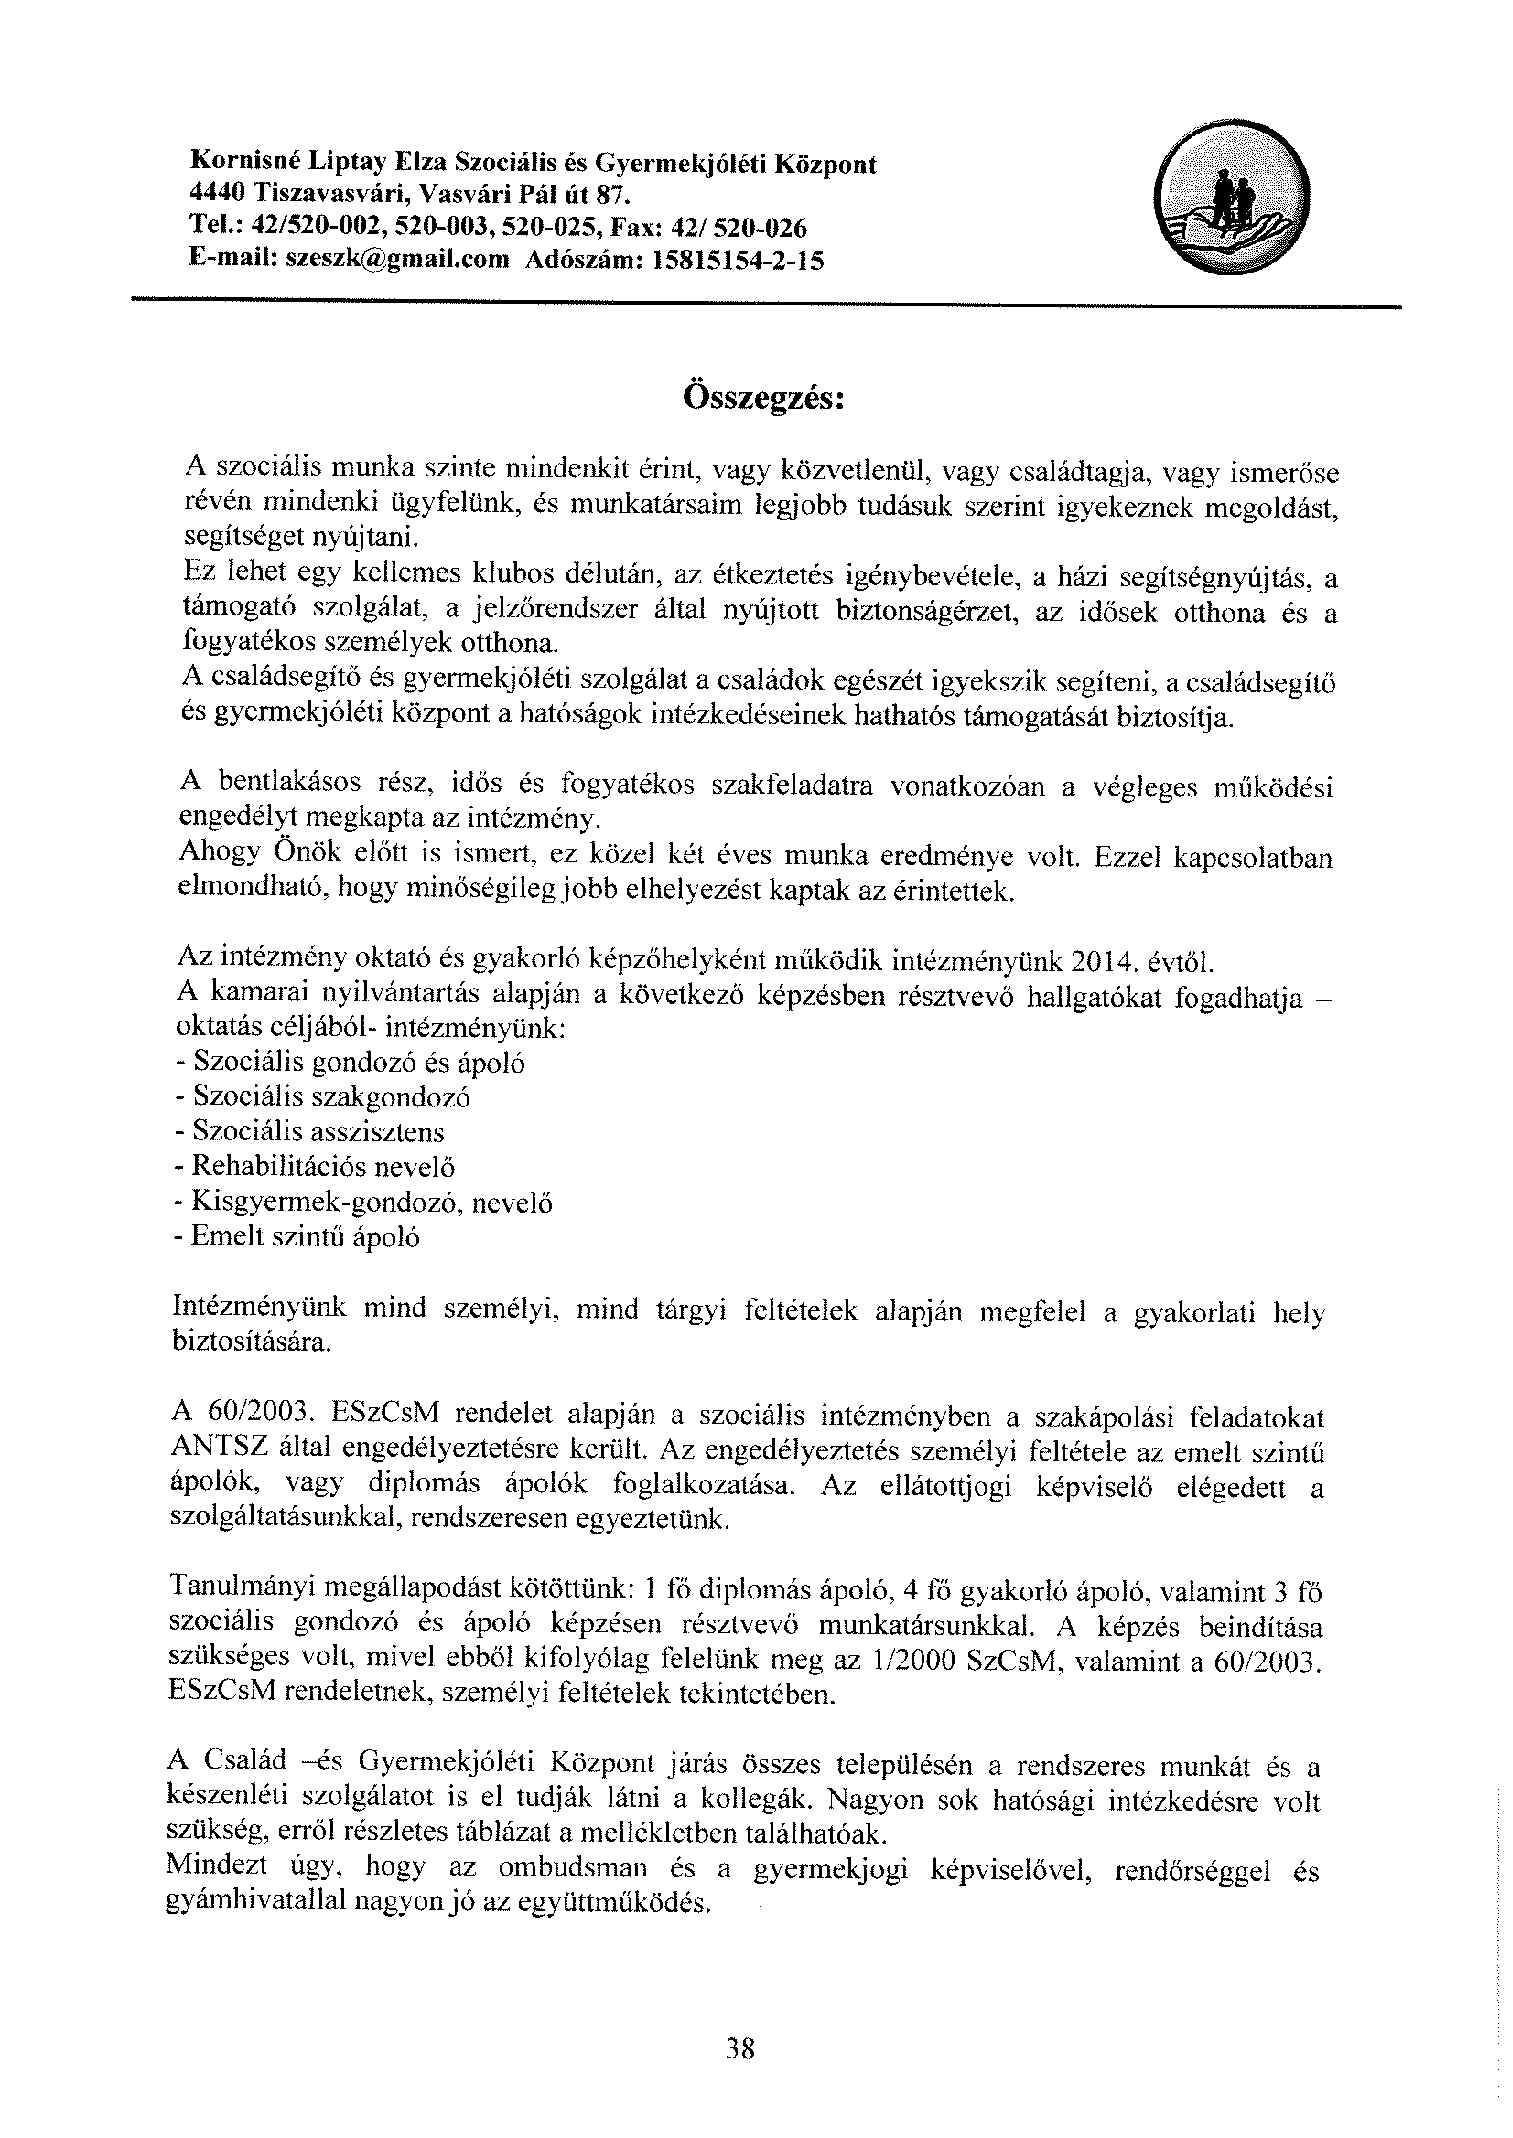 Kornisné Liptay Elza Szociális és Gyermekjóléti Központ
4440 Tiszavasvári, Vasvári Pál út 87.
Tel.: 42/520-002, 520-003, 520-025, Fax: 42/ 520-026
E-mail: szeszk@gmail.com Adószám: 15815154-2-15
Összegzés:
A szociális munka szinte mindenkit érint, vagy közvetlenül, vagy családtagja, vagy ismerőse
révén mindenki ügyfelünk, és munkatársaim legjobb tudásuk szerint igyekeznek megoldást,
segítséget nyújtani.
Ez lehet egy kellemes klubos délután, az étkeztetés igénybevétele, a házi segítségnyújtás, a
támogató szolgálat, a jelzőrendszer által nyújtott biztonságérzet, az idősek otthona és a
fogyatékos személyek otthona.
A családsegítő és gyermekjóléti szolgálat a családok egészét igyekszik segíteni, a családsegítő
és gyermekjóléti központ a hatóságok intézkedéseinek hathatós támogatását biztosítja.
A bentlakásos rész, idős és fogyatékos szakfeladatra vonatkozóan a végleges működési
engedélyt megkapta az intézmény.
Ahogy Önök előtt is ismert, ez közel két éves munka eredménye volt. Ezzel kapcsolatban
elmondható, hogy minőségileg jobb elhelyezést kaptak az érintettek.
Az intézmény oktató és gyakorló képzőhelyként működik intézményünk 2014. évtől.
A kamarai nyilvántartás alapján a következő képzésben résztvevő hallgatókat fogadhatja –
oktatás céljából- intézményünk:
- Szociális gondozó és ápoló
- Szociális szakgondozó
- Szociális asszisztens
- Rehabilitációs nevelő
- Kisgyermek-gondozó, nevelő
- Emelt szintű ápoló
Intézményünk mind személyi, mind tárgyi feltételek alapján megfelel a gyakorlati hely
biztosítására.
A 60/2003. ESzCsM rendelet alapján a szociális intézményben a szakápolási feladatokat
ANTSZ által engedélyeztetésre került. Az engedélyeztetés személyi feltétele az emelt szintű
ápolók, vagy diplomás ápolók foglalkozatása. Az ellátottjogi képviselő elégedett a
szolgáltatásunkkal, rendszeresen egyeztetünk.
Tanulmányi megállapodást kötöttünk: 1 fő diplomás ápoló, 4 fő gyakorló ápoló, valamint 3 fő
szociális gondozó és ápoló képzésen résztvevő munkatársunkkal. A képzés beindítása
szükséges volt, mivel ebből kifolyólag felelünk meg az 1/2000 SzCsM, valamint a 60/2003.
ESzCsM rendeletnek, személyi feltételek tekintetében.
A Család –és Gyermekjóléti Központ járás összes településén a rendszeres munkát és a
készenléti szolgálatot is el tudják látni a kollegák. Nagyon sok hatósági intézkedésre volt
szükség, erről részletes táblázat a mellékletben találhatóak.
Mindezt úgy, hogy az ombudsman és a gyermekjogi képviselővel, rendőrséggel és
gyámhivatallal nagyon jó az együttműködés.
38